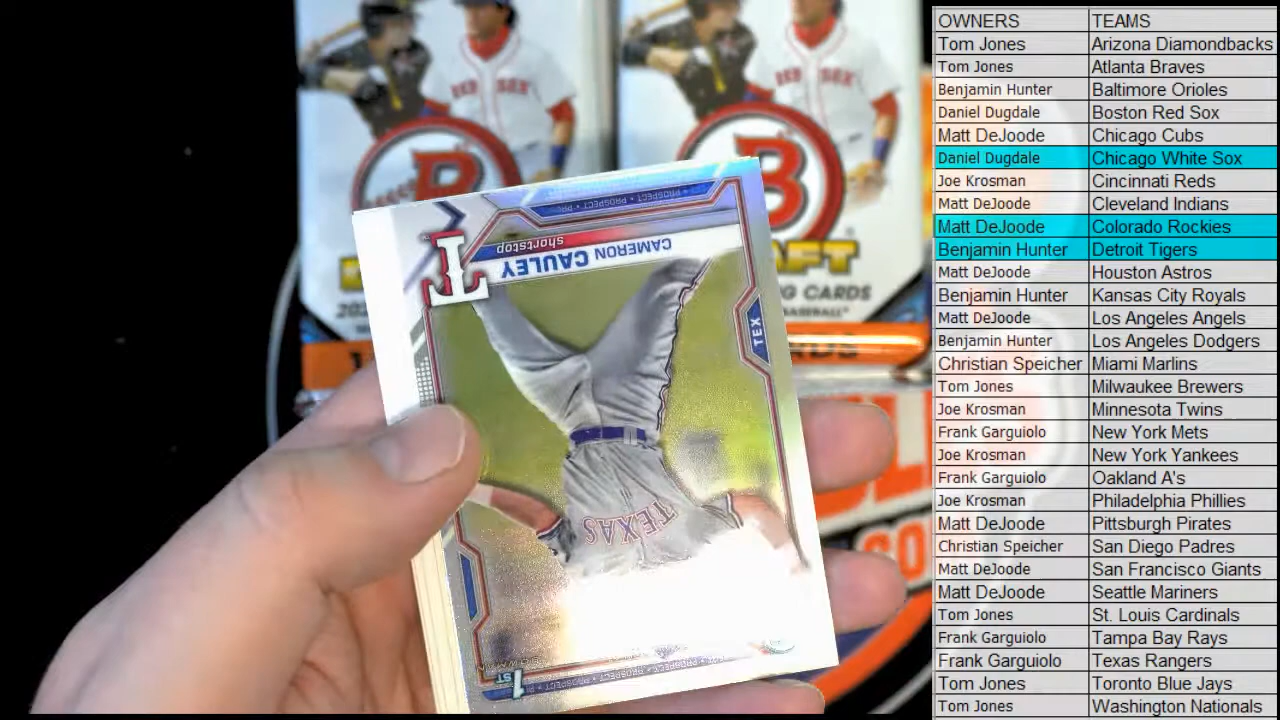 OWNERS TEAMS
Tom Jones Arizona Diamondbacks
Tom Jones Atlanta Braves
Benjamin Hunter Baltimore Orioles
Daniel Dugdale Boston Red Sox
Matt DeJoode Chicago Cubs
Daniel Dugdale Chicago White Sox
Joe Krosman Cincinnati Reds
Matt DeJoode Cleveland Indians
Matt DeJoode Colorado Rockies
Benjamin Hunter Detroit Tigers
Matt DeJoode Houston Astros
Benjamin Hunter Kansas City Royals
Matt DeJoode Los Angeles Angels
Benjamin Hunter Los Angeles Dodgers
Christian Speicher Miami Marlins
Tom Jones Milwaukee Brewers
Joe Krosman Minnesota Twins
Frank Garguiolo New York Mets
Joe Krosman New York Yankees
Frank Garguiolo Oakland A's
Joe Krosman Philadelphia Phillies
Matt DeJoode Pittsburgh Pirates
Christian Speicher San Diego Padres
Matt DeJoode San Francisco Giants
Matt DeJoode Seattle Mariners
Tom Jones St. Louis Cardinals
Frank Garguiolo Tampa Bay Rays
Frank Garguiolo Texas Rangers
Tom Jones Toronto Blue Jays
Tom Jones Washington Nationals
PROSPECT • PROSPECT
CAMERON CAULEY
shortstop
T
TEX
TEXAS
1ST
B
B
RED SOX
CARDS
BASEBALL